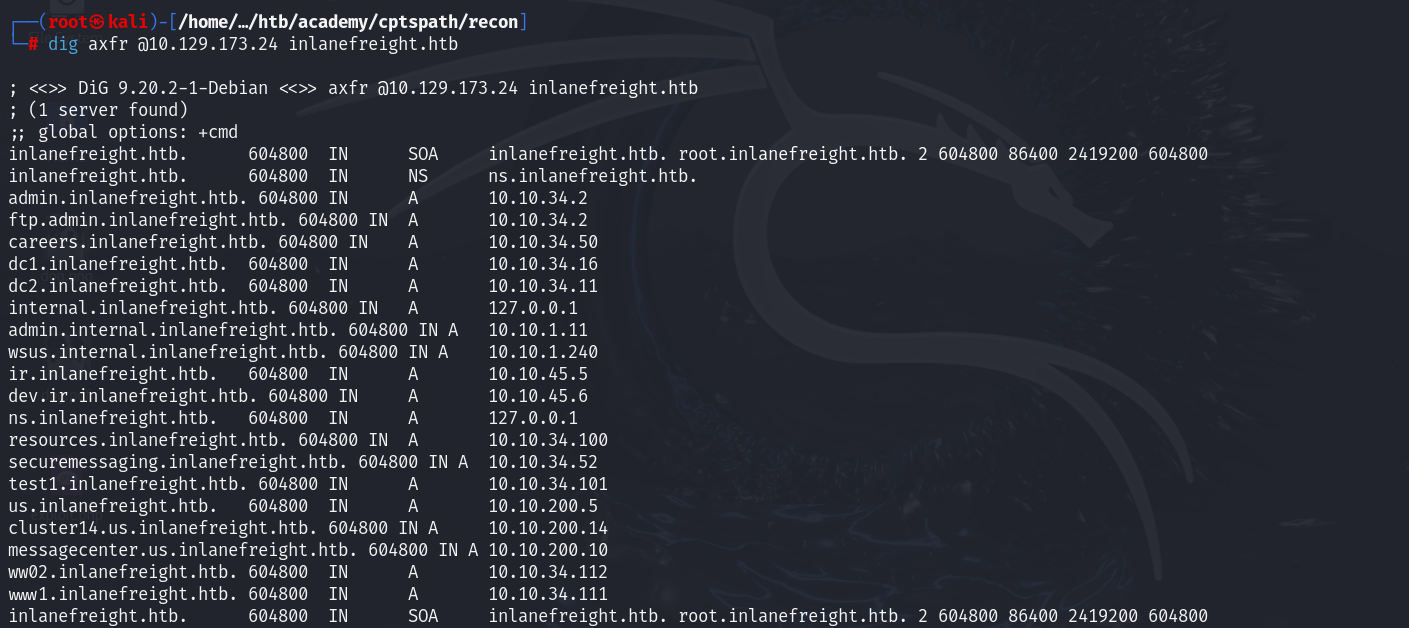 ┌──(root㉿kali)-[/home/…/htb/academy/cptspath/recon]
└─# dig axfr @10.129.173.24 inlanefreight.htb
; <<>> DiG 9.20.2-1-Debian <<>> axfr @10.129.173.24 inlanefreight.htb
; (1 server found)
;; global options: +cmd
inlanefreight.htb. 604800 IN SOA inlanefreight.htb. root.inlanefreight.htb. 2 604800 86400 2419200 604800
inlanefreight.htb. 604800 IN NS ns.inlanefreight.htb.
admin.inlanefreight.htb. 604800 IN A 10.10.34.2
ftp.admin.inlanefreight.htb. 604800 IN A 10.10.34.2
careers.inlanefreight.htb. 604800 IN A 10.10.34.50
dc1.inlanefreight.htb. 604800 IN A 10.10.34.16
dc2.inlanefreight.htb. 604800 IN A 10.10.34.11
internal.inlanefreight.htb. 604800 IN A 127.0.0.1
admin.internal.inlanefreight.htb. 604800 IN A 10.10.1.11
wsus.internal.inlanefreight.htb. 604800 IN A 10.10.1.240
ir.inlanefreight.htb. 604800 IN A 10.10.45.5
dev.ir.inlanefreight.htb. 604800 IN A 10.10.45.6
ns.inlanefreight.htb. 604800 IN A 127.0.0.1
resources.inlanefreight.htb. 604800 IN A 10.10.34.100
securemessaging.inlanefreight.htb. 604800 IN A 10.10.34.52
test1.inlanefreight.htb. 604800 IN A 10.10.34.101
us.inlanefreight.htb. 604800 IN A 10.10.200.5
cluster14.us.inlanefreight.htb. 604800 IN A 10.10.200.14
messagecenter.us.inlanefreight.htb. 604800 IN A 10.10.200.10
ww02.inlanefreight.htb. 604800 IN A 10.10.34.112
www1.inlanefreight.htb. 604800 IN A 10.10.34.111
inlanefreight.htb. 604800 IN SOA inlanefreight.htb. root.inlanefreight.htb. 2 604800 86400 2419200 604800